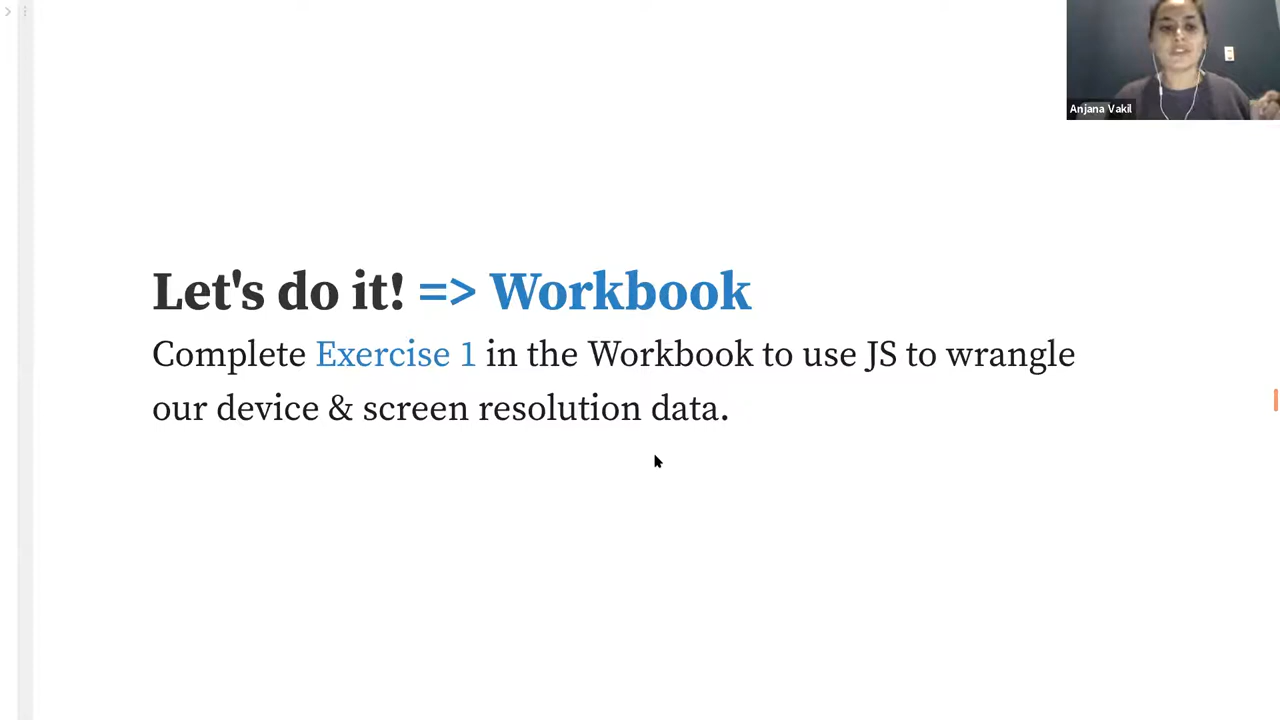 Anjana Vakil
Let's do it! => Workbook
Complete Exercise 1 in the Workbook to use JS to wrangle
our device & screen resolution data.